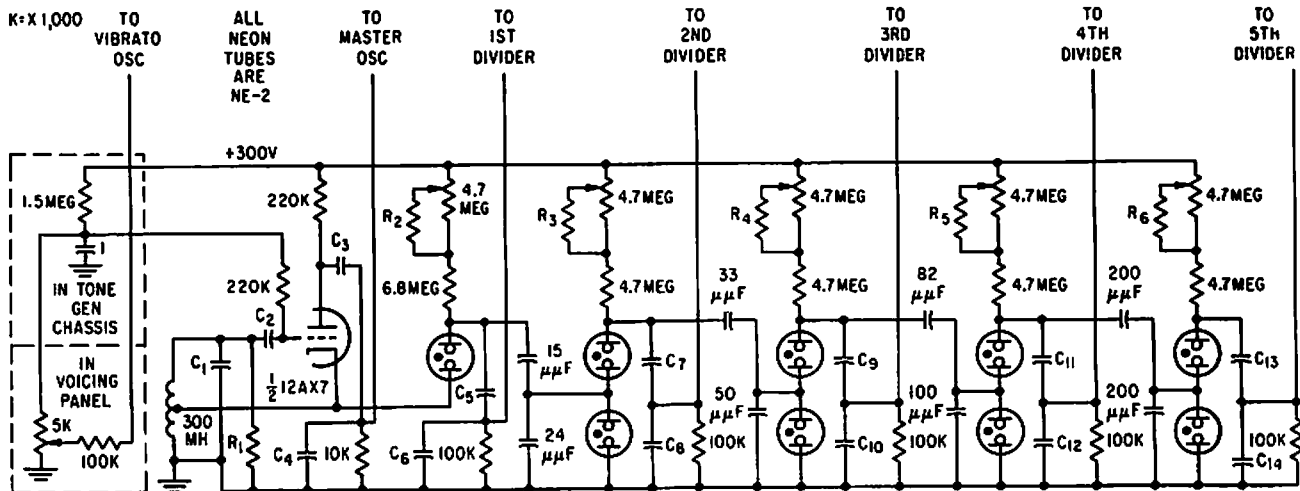 K=X 1,000
TO
VIBRATO
OSC
ALL
NEON
TUBES
ARE
NE-2
TO
MASTER
OSC
TO
1ST
DIVIDER
TO
2ND
DIVIDER
TO
3RD
DIVIDER
TO
4TH
DIVIDER
TO
5TH
DIVIDER
+300V
1.5MEG
1
IN TONE
GEN
CHASSIS
IN
VOICING
PANEL
5K
100K
220K
C3
220K
C2
C1
½ 12AX7
300
MH
R1
C4
10K
R2
4.7
MEG
6.8MEG
C5
C6
100K
15
μμF
24
μμF
R3
4.7MEG
4.7MEG
C7
C8
100K
33
μμF
50
μμF
R4
4.7MEG
4.7MEG
C9
C10
100K
82
μμF
100
μμF
R5
4.7MEG
4.7MEG
C11
C12
100K
200
μμF
200
μμF
R6
4.7MEG
4.7MEG
C13
100K
C14